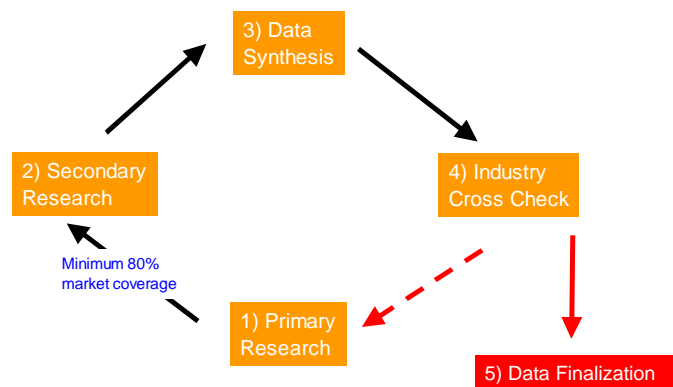 3) Data
Synthesis
2) Secondary
Research
4) Industry
Cross Check
Minimum 80%
market coverage
1) Primary
Research
5) Data Finalization